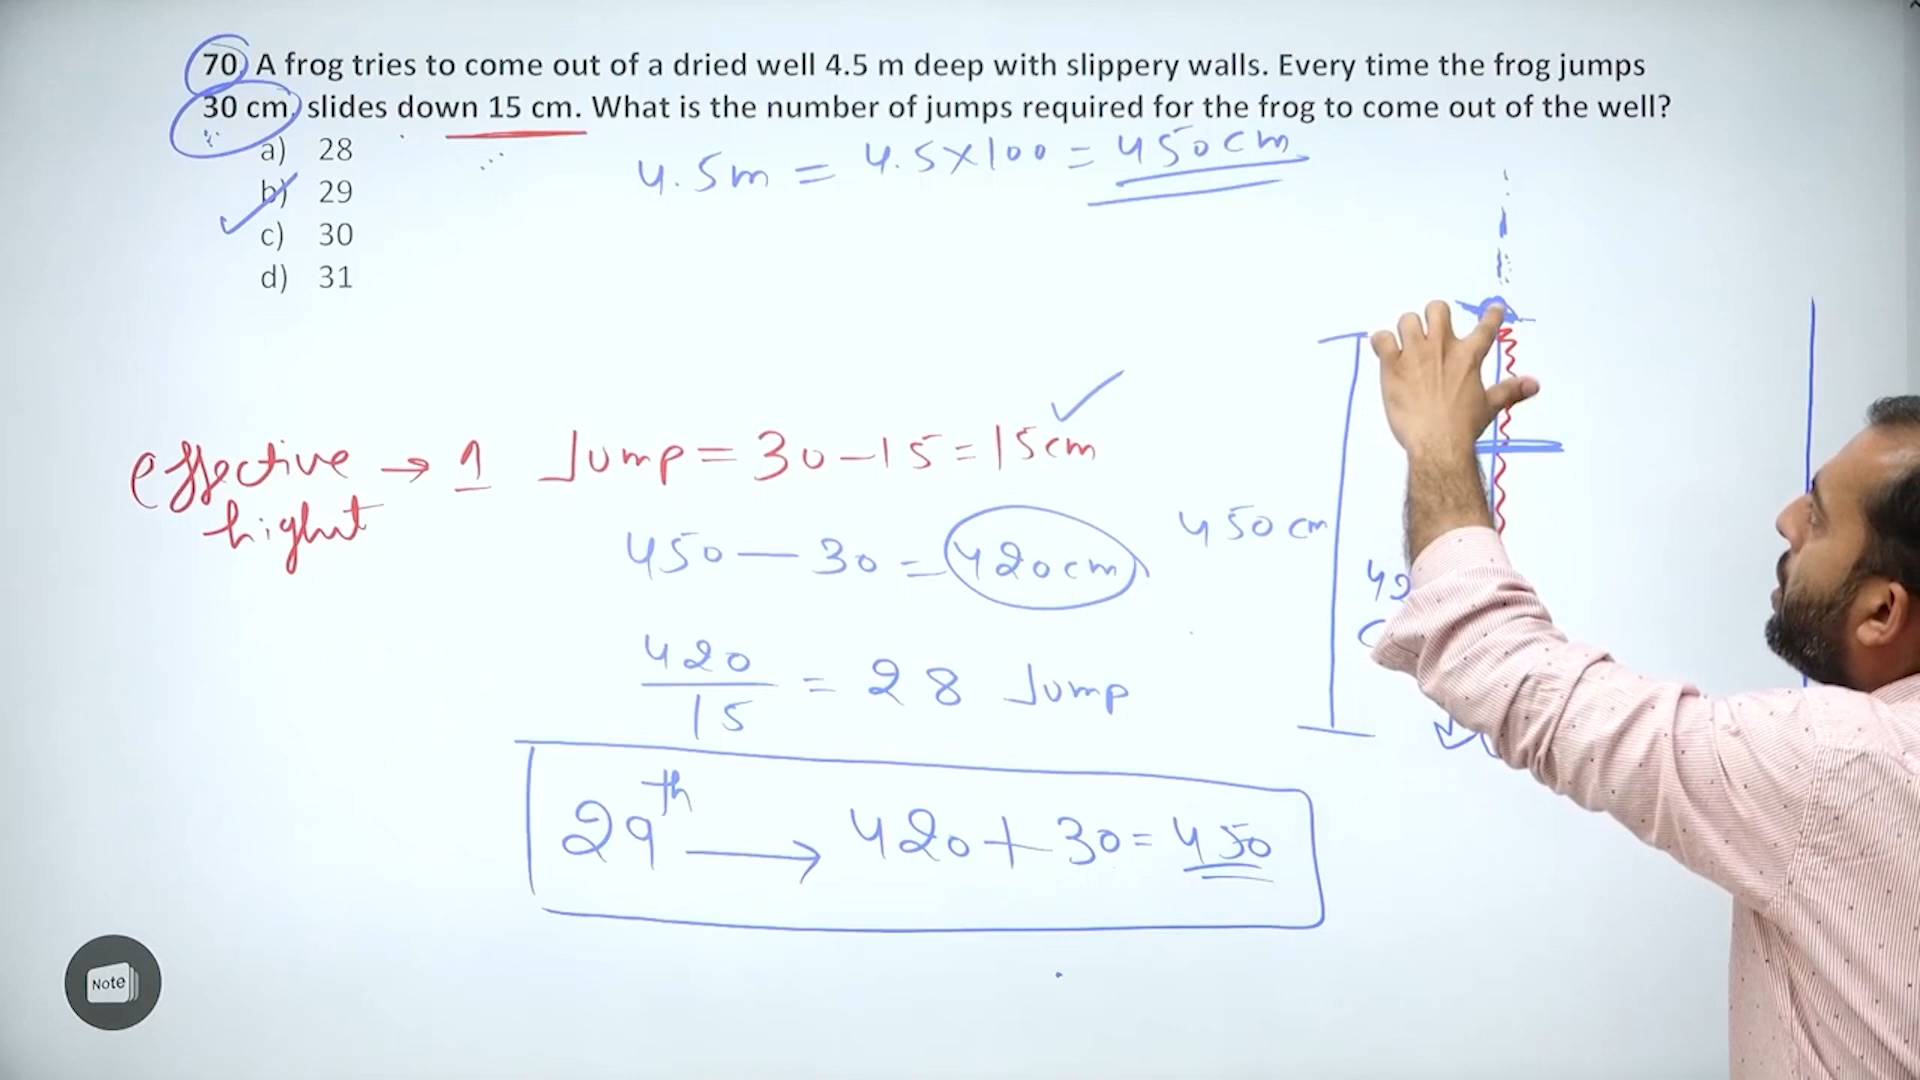 70. A frog tries to come out of a dried well 4.5 m deep with slippery walls. Every time the frog jumps
30 cm, slides down 15 cm. What is the number of jumps required for the frog to come out of the well?
a) 28
b) 29
c) 30
d) 31
4.5m = 4.5×100 = 450cm
effective → 1 Jump = 30-15=15cm
hight
450-30=420cm
450cm
420/15 = 28 Jump
29th → 420+30=450
Note